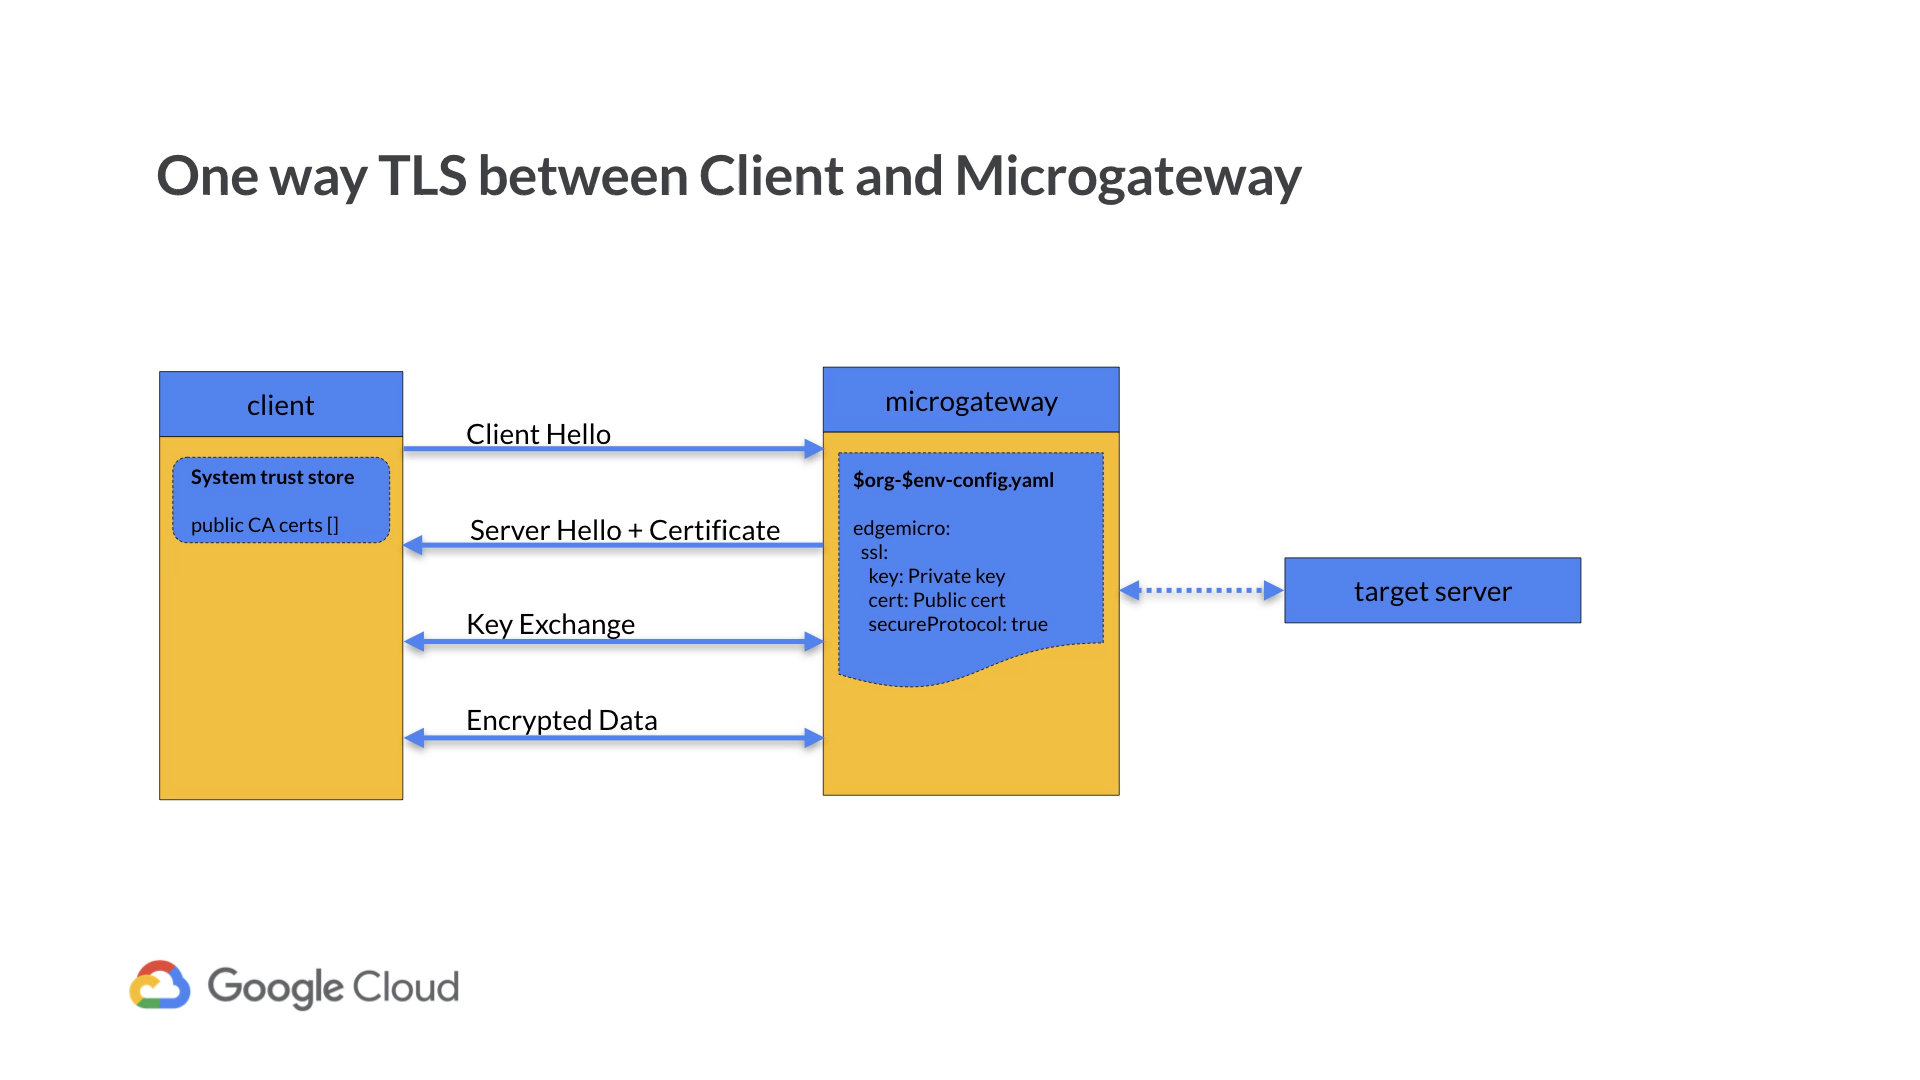 One way TLS between Client and Microgateway
client
System trust store
public CA certs []
Client Hello
Server Hello + Certificate
Key Exchange
Encrypted Data
microgateway
$org-$env-config.yaml
edgemicro:
ssl:
key: Private key
cert: Public cert
secureProtocol: true
target server
Google Cloud